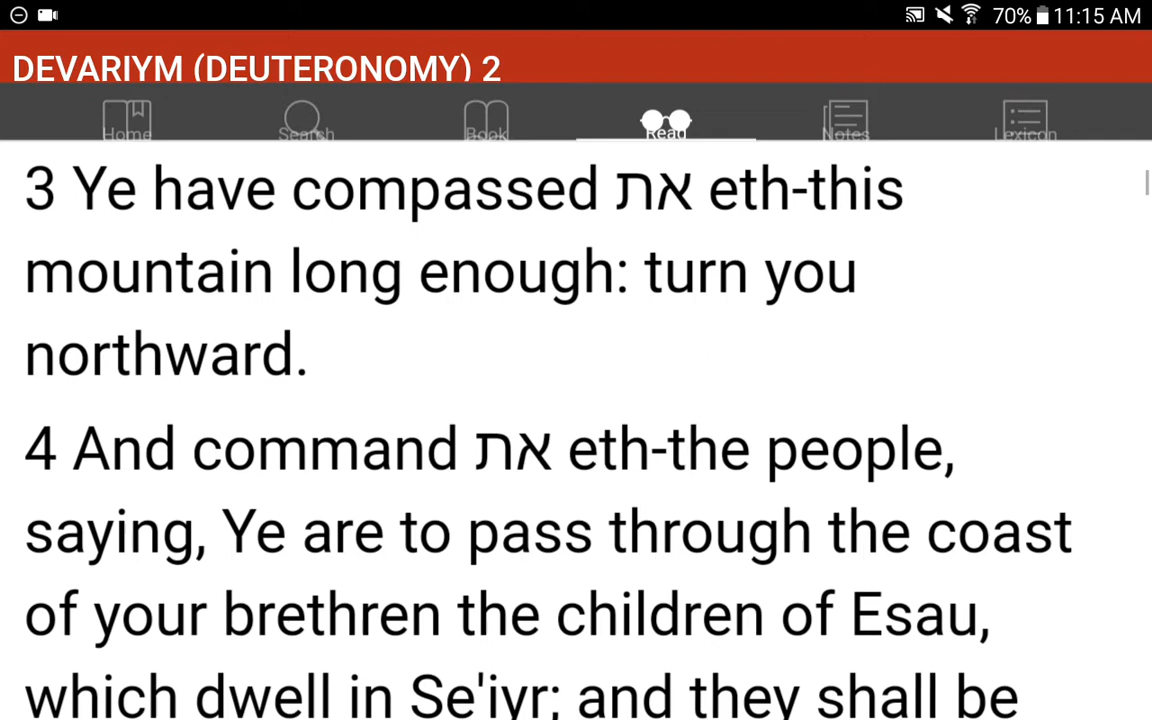 70% 11:15 AM
DEVARIYM (DEUTERONOMY) 2
Home Search Book Read Notes Lexicon
3 Ye have compassed את eth-this
mountain long enough: turn you
northward.
4 And command את eth-the people,
saying, Ye are to pass through the coast
of your brethren the children of Esau,
which dwell in Se'iyr; and they shall be